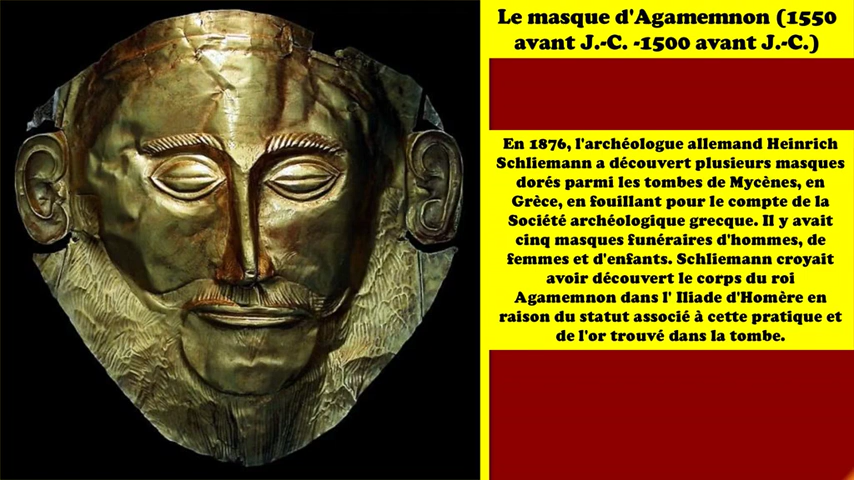 Le masque d'Agamemnon (1550
avant J.-C. -1500 avant J.-C.)
En 1876, l'archéologue allemand Heinrich
Schliemann a découvert plusieurs masques
dorés parmi les tombes de Mycènes, en
Grèce, en fouillant pour le compte de la
Société archéologique grecque. Il y avait
cinq masques funéraires d'hommes, de
femmes et d'enfants. Schliemann croyait
avoir découvert le corps du roi
Agamemnon dans l' Iliade d'Homère en
raison du statut associé à cette pratique et
de l'or trouvé dans la tombe.